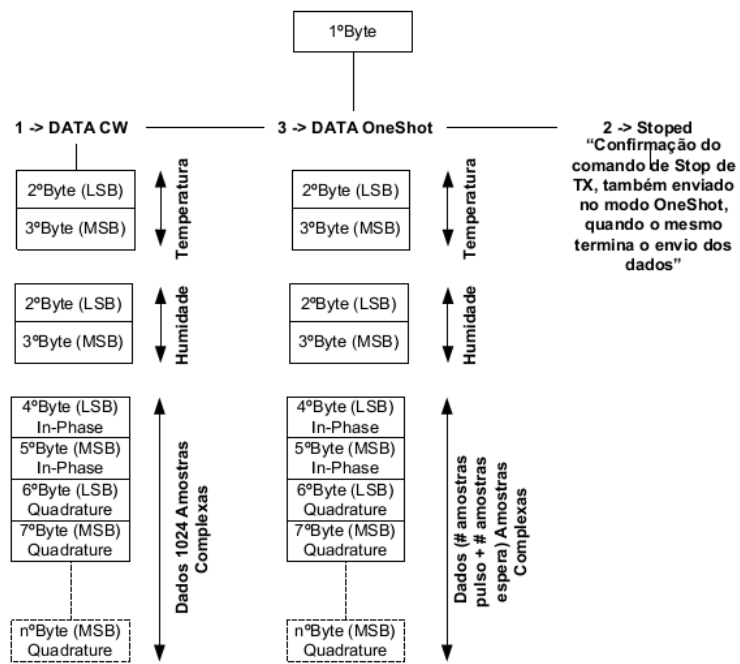 1ºByte
1 -> DATA CW
3 -> DATA OneShot
2 -> Stoped
“Confirmação do
comando de Stop de
TX, também enviado
no modo OneShot,
quando o mesmo
termina o envio dos
dados”
2ºByte (LSB)
3ºByte (MSB)
Temperatura
2ºByte (LSB)
3ºByte (MSB)
Humidade
4ºByte (LSB)
In-Phase
5ºByte (MSB)
In-Phase
6ºByte (LSB)
Quadrature
7ºByte (MSB)
Quadrature
nºByte (MSB)
Quadrature
Dados 1024 Amostras
Complexas
2ºByte (LSB)
3ºByte (MSB)
Temperatura
2ºByte (LSB)
3ºByte (MSB)
Humidade
4ºByte (LSB)
In-Phase
5ºByte (MSB)
In-Phase
6ºByte (LSB)
Quadrature
7ºByte (MSB)
Quadrature
nºByte (MSB)
Quadrature
Dados (# amostras
pulso + # amostras
espera) Amostras
Complexas